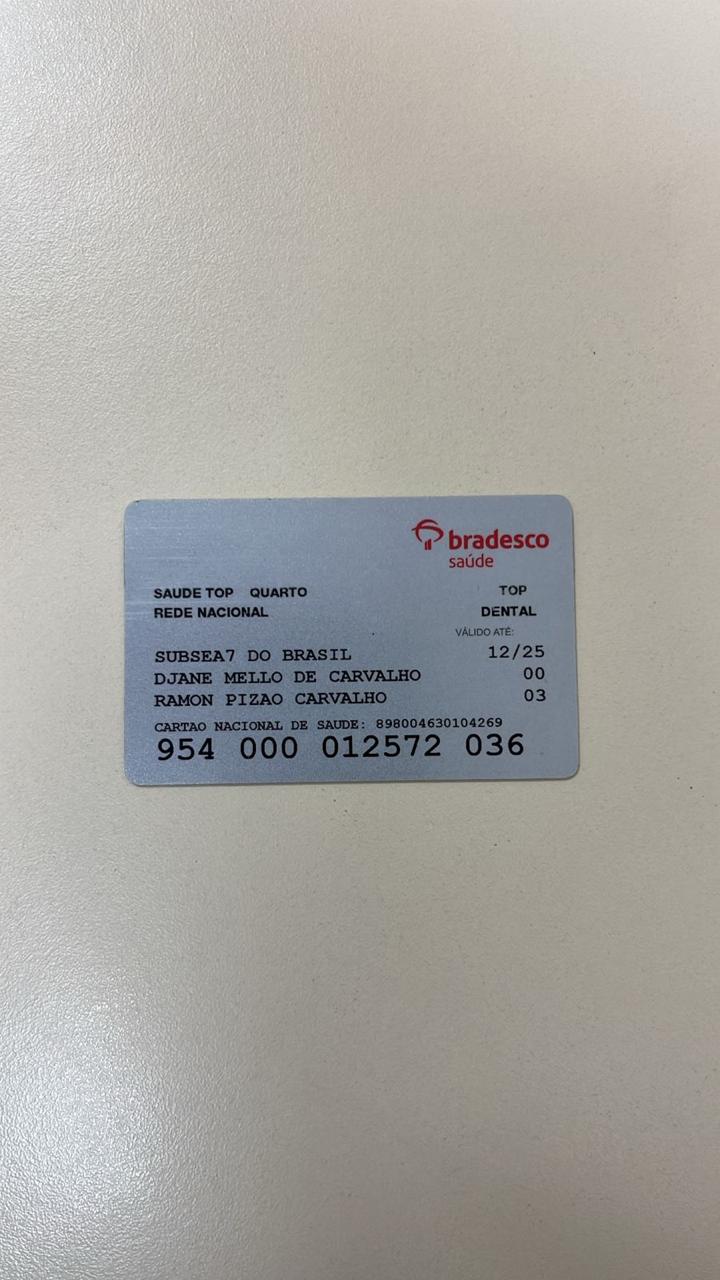 bradesco
saúde
SAUDE TOP QUARTO TOP
REDE NACIONAL DENTAL
VÁLIDO ATÉ:
SUBSEA7 DO BRASIL 12/25
DJANE MELLO DE CARVALHO 00
RAMON PIZAO CARVALHO 03
CARTAO NACIONAL DE SAUDE: 898004630104269
954 000 012572 036